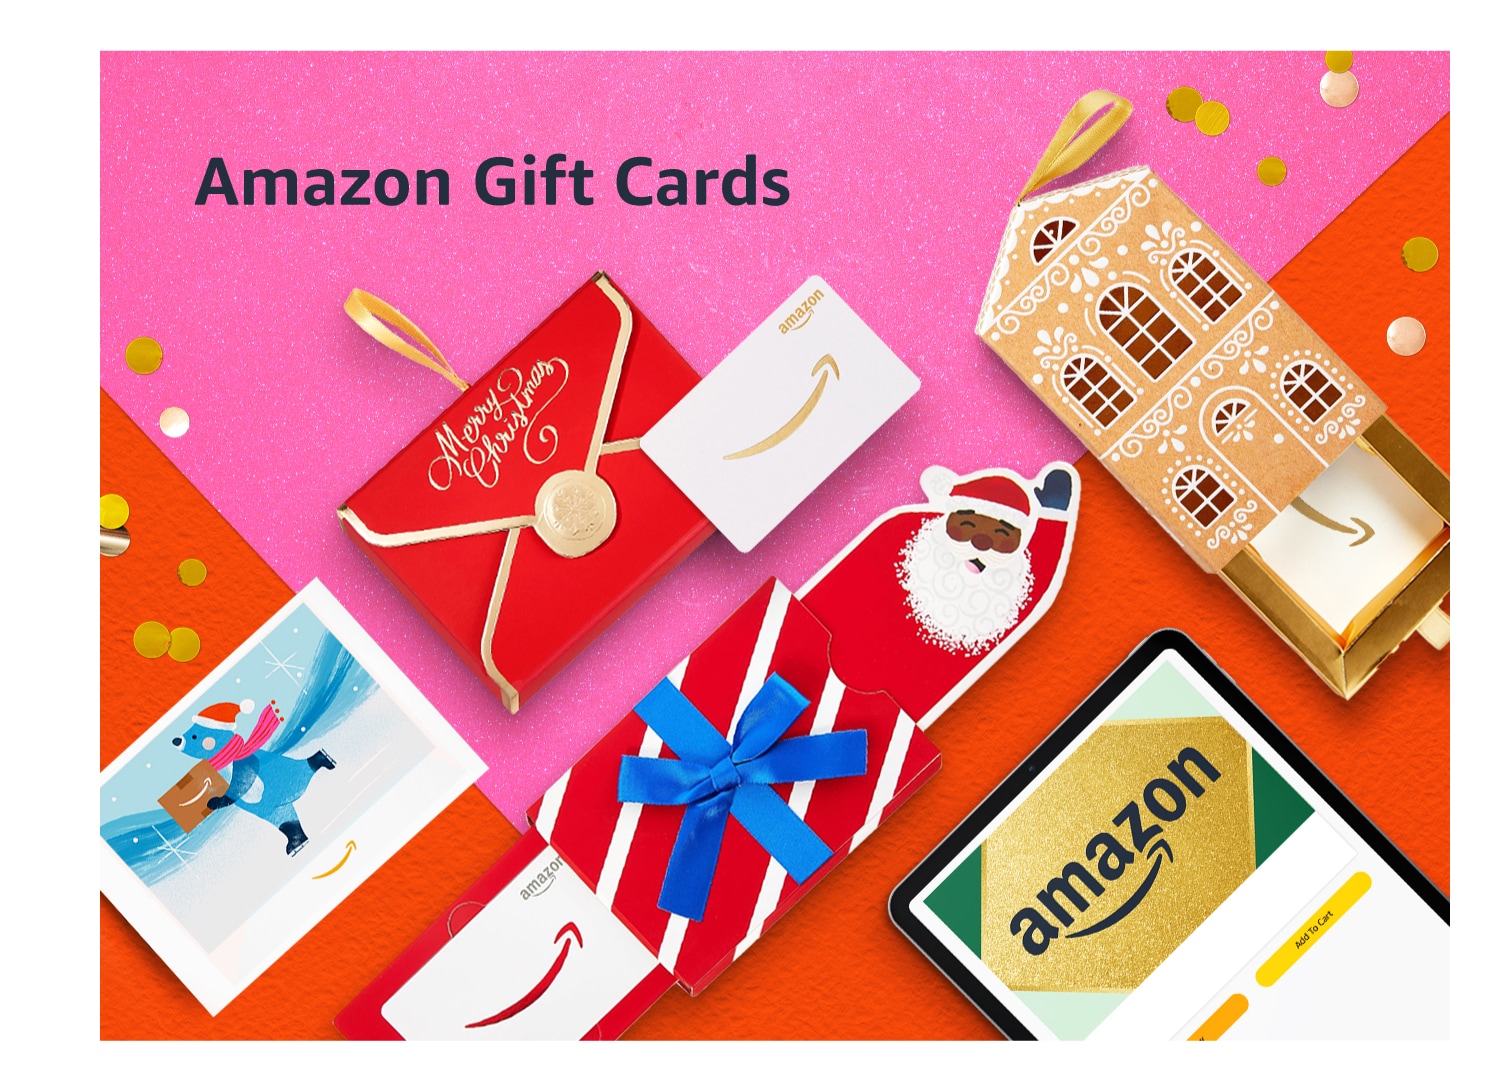 Amazon Gift Cards
amazon
Merry
Christmas
amazon
amazon
Add To Cart